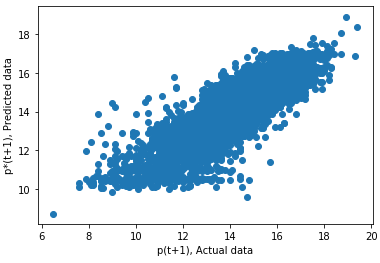 18
16
14
12
10
p*(t+1), Predicted data
6 8 10 12 14 16 18 20
p(t+1), Actual data